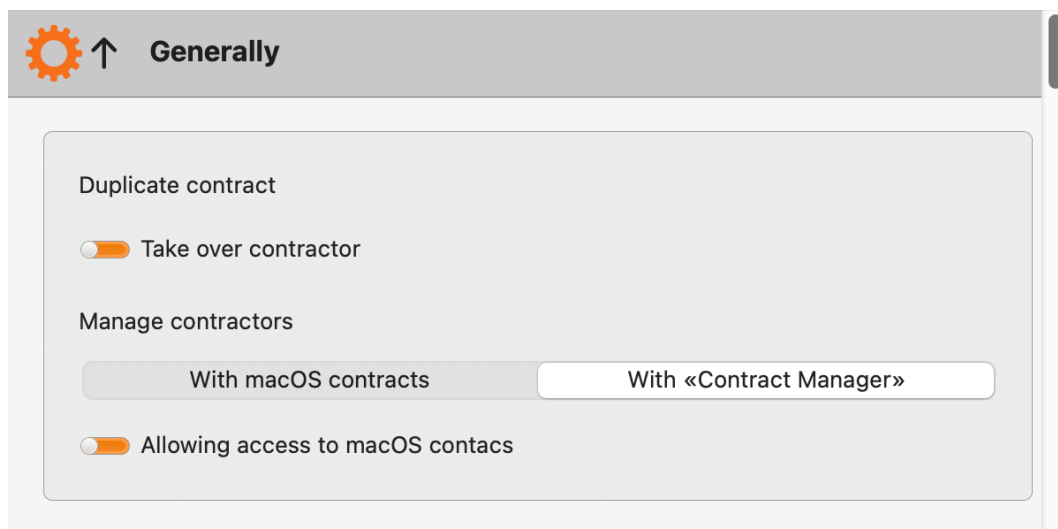 Generally
Duplicate contract
Take over contractor
Manage contractors
With macOS contracts
With «Contract Manager»
Allowing access to macOS contacs